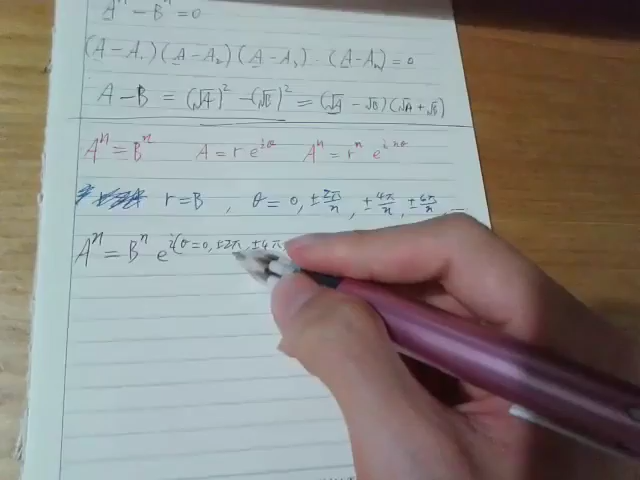 Aⁿ − Bⁿ = 0
(A − A₁)(A − A₂)(A − A₃) · (A − Aₙ) = 0
A − B = (√A)² − (√B)² = (√A − √B)(√A + √B)
Aⁿ = Bⁿ A = r e^{iθ} Aⁿ = rⁿ e^{i nθ}
r = B , θ = 0, ±2π/n, ±4π/n, ±6π/n, —
Aⁿ = Bⁿ e^{i(θ = 0, ±2π, ±4π,